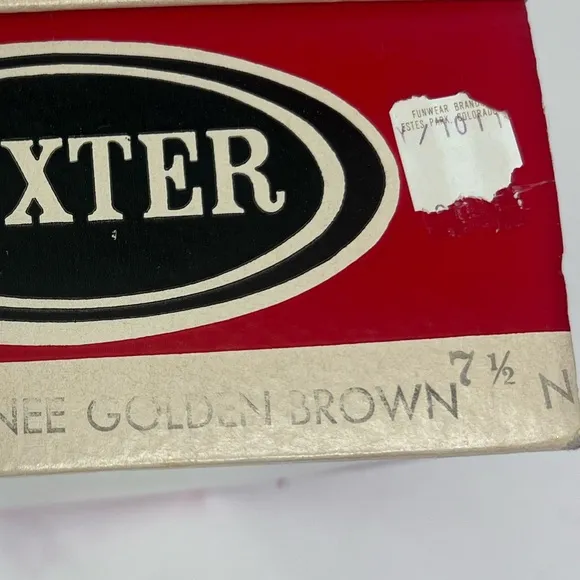 XTER
FUNWEAR BRAND
ESTES PARK, COLORADO
NEE GOLDEN BROWN 7 ½ N